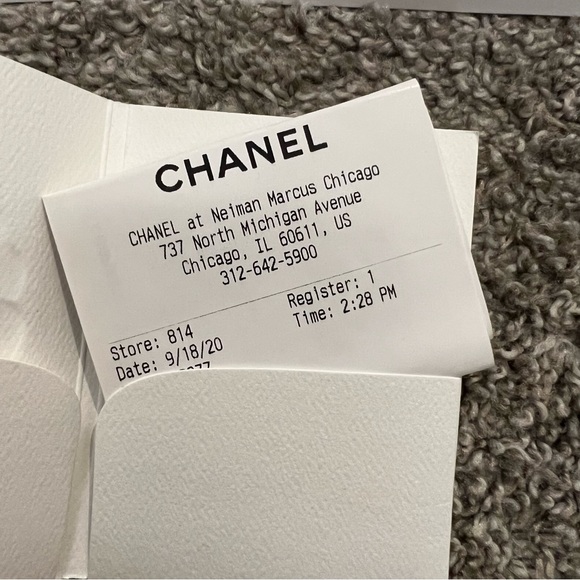 CHANEL
CHANEL at Neiman Marcus Chicago
737 North Michigan Avenue
Chicago, IL 60611, US
312-642-5900
Store: 814 Register: 1
Date: 9/18/20 Time: 2:28 PM